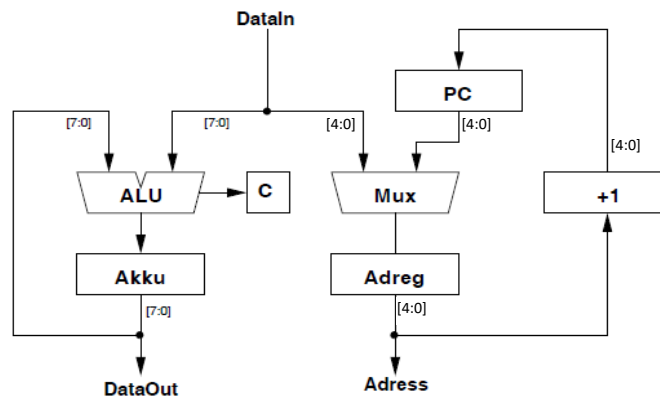 DataIn
PC
[7:0]
[7:0]
[4:0]
[4:0]
[4:0]
ALU
C
Mux
+1
Akku
Adreg
[7:0]
[4:0]
DataOut
Adress